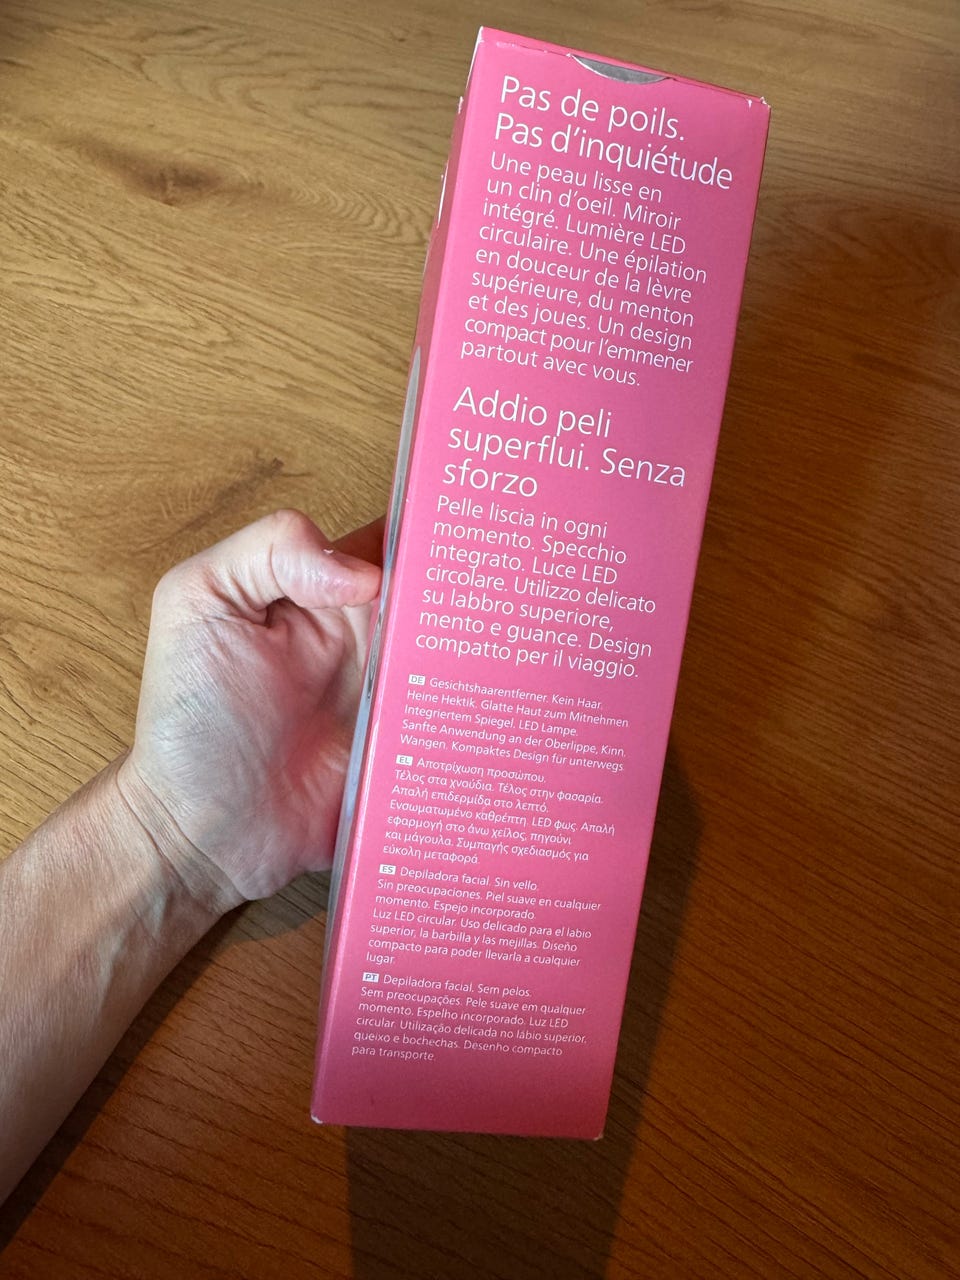 Pas de poils.
Pas d'inquiétude
Une peau lisse en
un clin d'oeil. Miroir
intégré. Lumière LED
circulaire. Une épilation
en douceur de la lèvre
supérieure, du menton
et des joues. Un design
compact pour l'emmener
partout avec vous.
Addio peli
superflui. Senza
sforzo
Pelle liscia in ogni
momento. Specchio
integrato. Luce LED
circolare. Utilizzo delicato
su labbro superiore,
mento e guance. Design
compatto per il viaggio.
DE Gesichtshaarentferner. Kein Haar.
Heine Hektik. Glatte Haut zum Mitnehmen.
Integriertem Spiegel. LED Lampe.
Sanfte Anwendung an der Oberlippe, Kinn.
Wangen. Kompaktes Design für unterwegs.
EL Αποτρίχωση προσώπου.
Τέλος στα χνούδια. Τέλος στην φασαρία.
Απαλή επιδερμίδα στο λεπτό.
Ενσωματωμένο καθρέπτη. LED φως. Απαλή
εφαρμογή στο άνω χείλος, πηγούνι
και μάγουλα. Συμπαγής σχεδιασμός για
εύκολη μεταφορά.
ES Depiladora facial. Sin vello.
Sin preocupaciones. Piel suave en cualquier
momento. Espejo incorporado.
Luz LED circular. Uso delicado para el labio
superior, la barbilla y las mejillas. Diseño
compacto para poder llevarla a cualquier
lugar.
PT Depiladora facial. Sem pelos.
Sem preocupações. Pele suave em qualquer
momento. Espelho incorporado. Luz LED
circular. Utilização delicada no lábio superior,
queixo e bochechas. Desenho compacto
para transporte.